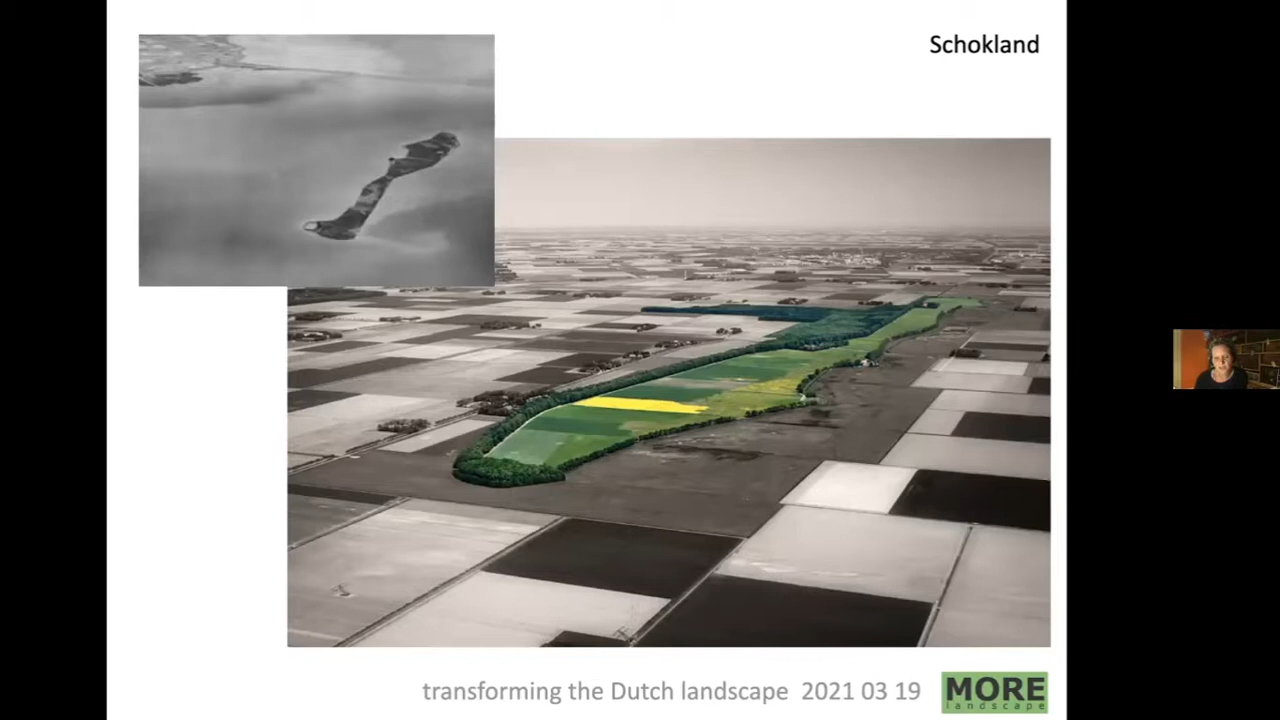 Schokland
transforming the Dutch landscape 2021 03 19
MORE
landscape